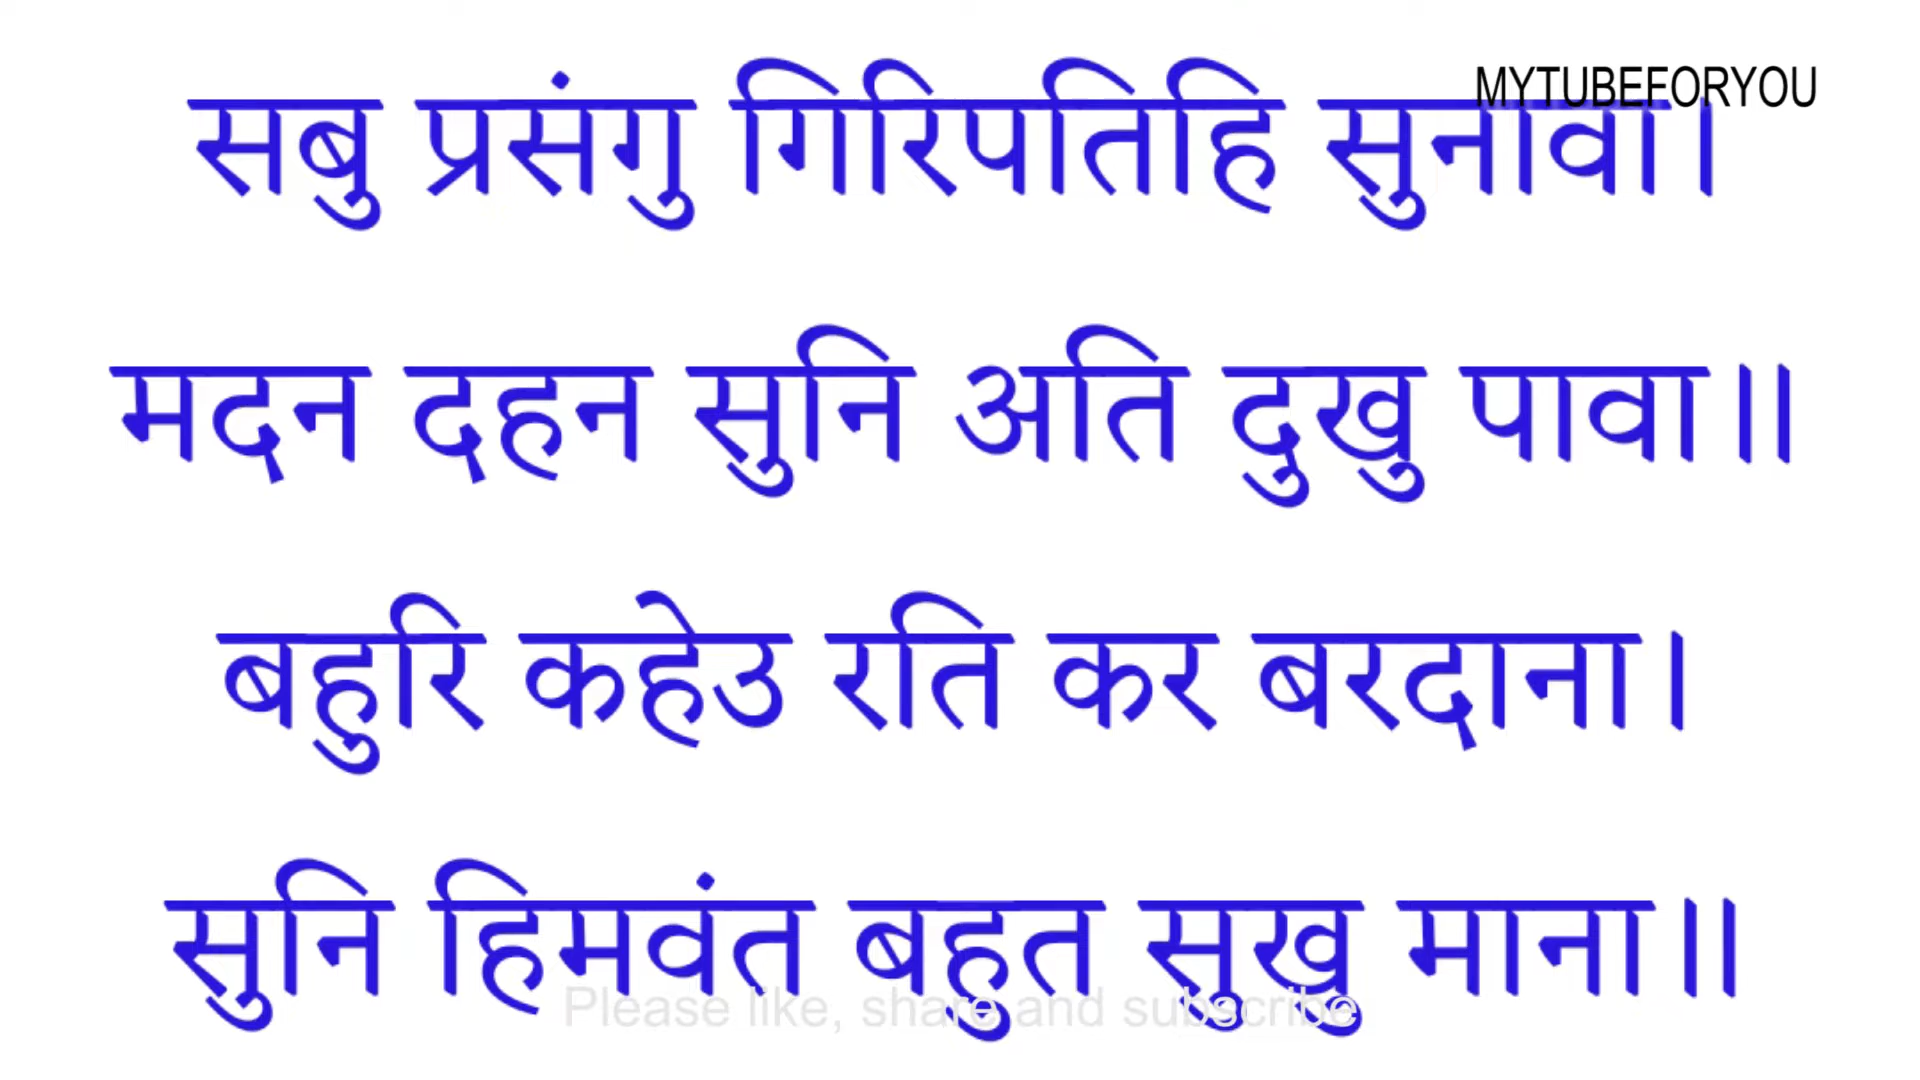 MYTUBEFORYOU
सबु प्रसंगु गिरिपतिहि सुनावा।
मदन दहन सुनि अति दुखु पावा॥
बहुरि कहेउ रति कर बरदाना।
सुनि हिमवंत बहुत सुखु माना॥
Please like, share and subscribe